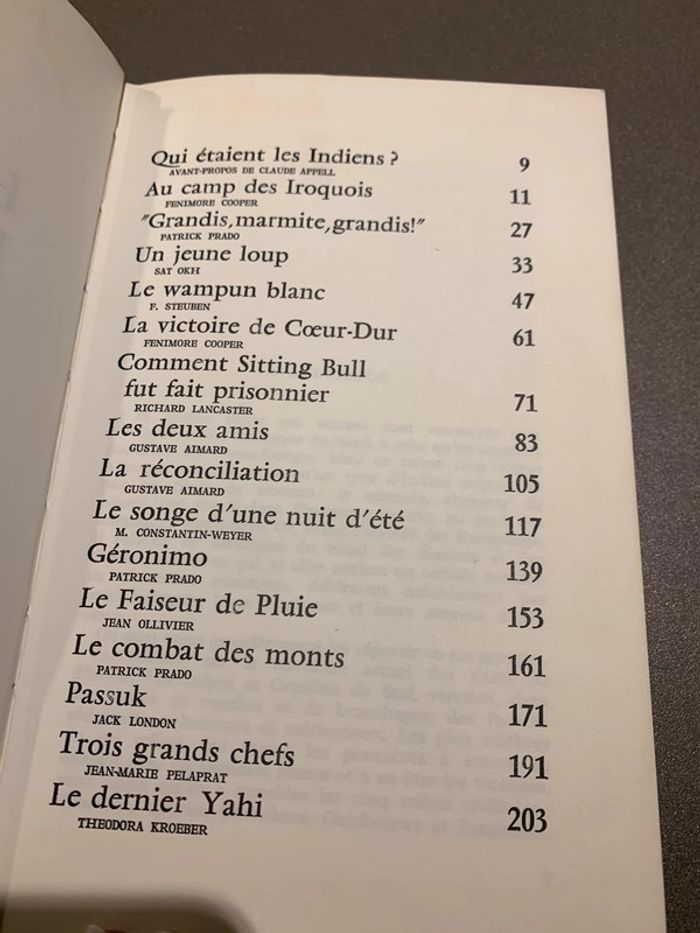 Qui étaient les Indiens ? 9
AVANT-PROPOS DE CLAUDE APPELL
Au camp des Iroquois 11
FENIMORE COOPER
"Grandis, marmite, grandis!" 27
PATRICK PRADO
Un jeune loup 33
SAT OKH
Le wampun blanc 47
F. STEUBEN
La victoire de Cœur-Dur 61
FENIMORE COOPER
Comment Sitting Bull
fut fait prisonnier 71
RICHARD LANCASTER
Les deux amis 83
GUSTAVE AIMARD
La réconciliation 105
GUSTAVE AIMARD
Le songe d'une nuit d'été 117
M. CONSTANTIN-WEYER
Géronimo 139
PATRICK PRADO
Le Faiseur de Pluie 153
JEAN OLLIVIER
Le combat des monts 161
PATRICK PRADO
Passuk 171
JACK LONDON
Trois grands chefs 191
JEAN-MARIE PELAPRAT
Le dernier Yahi 203
THEODORA KROEBER